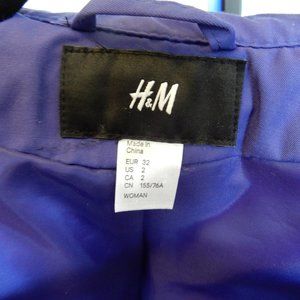 H&M
Made in
China
EUR 32
US 2
CA 2
CN 155/76A
WOMAN